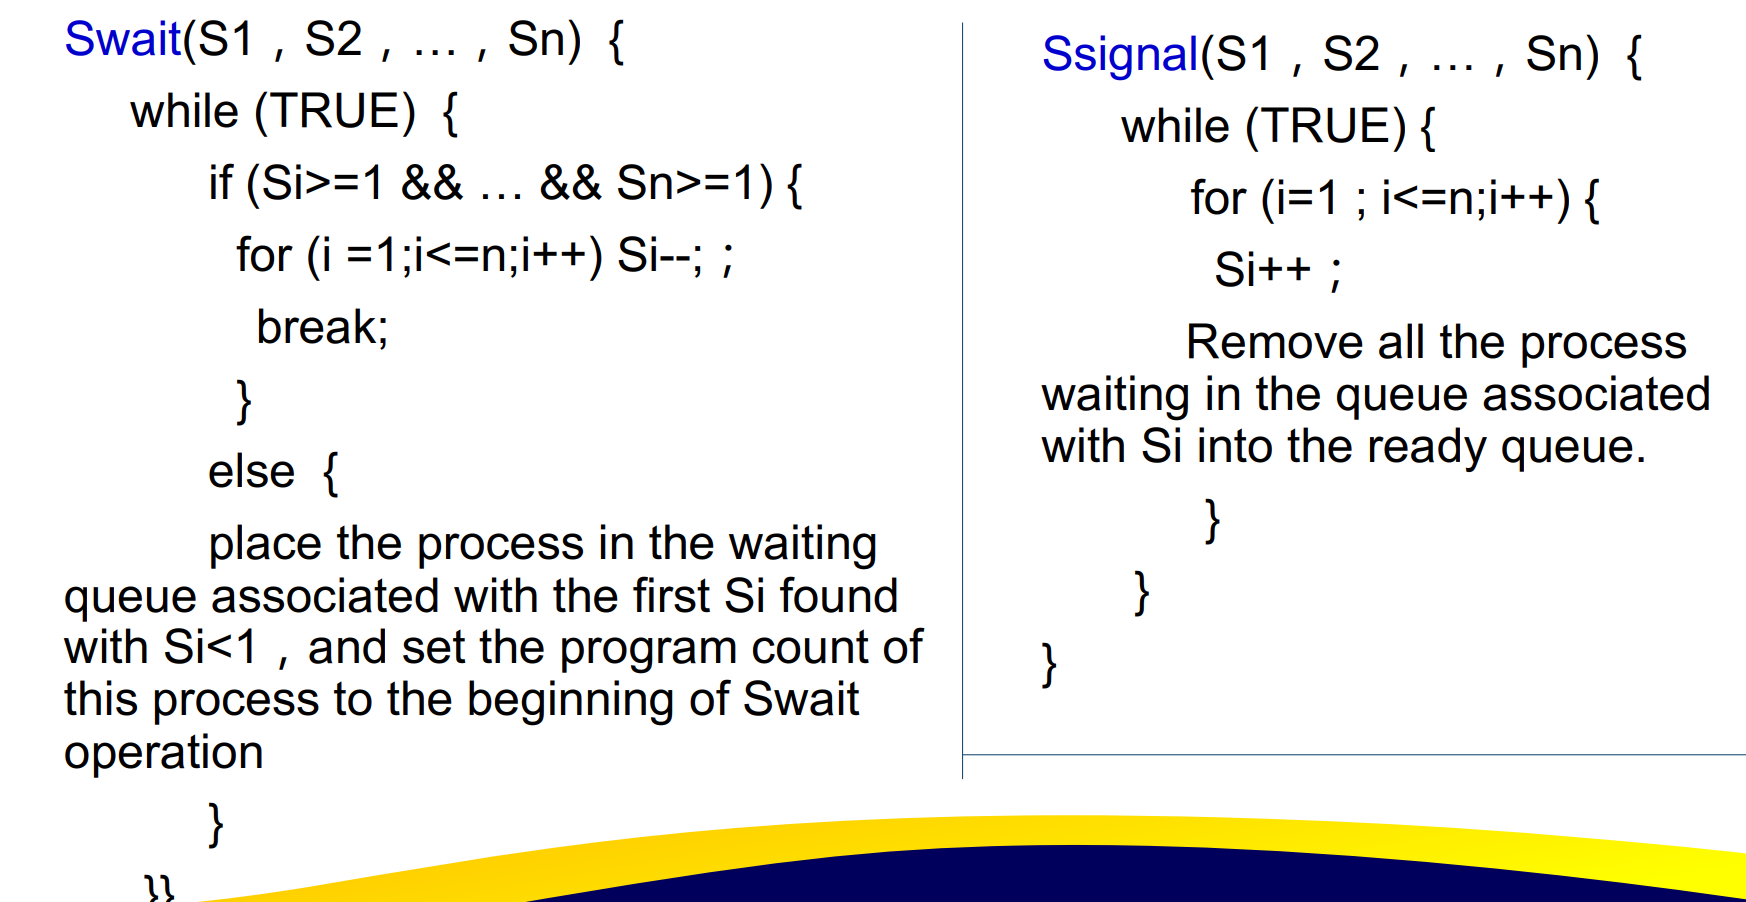 Swait(S1 , S2 , … , Sn) {
while (TRUE) {
if (Si>=1 && … && Sn>=1) {
for (i =1;i<=n;i++) Si--; ;
break;
}
else {
place the process in the waiting
queue associated with the first Si found
with Si<1 , and set the program count of
this process to the beginning of Swait
operation
}
}}
Ssignal(S1 , S2 , … , Sn) {
while (TRUE) {
for (i=1 ; i<=n;i++) {
Si++ ;
Remove all the process
waiting in the queue associated
with Si into the ready queue.
}
}
}